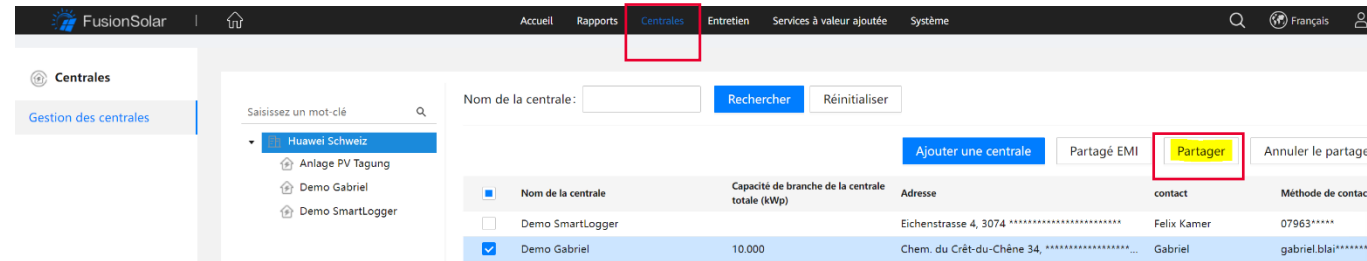 FusionSolar Accueil Rapports Centrales Entretien Services à valeur ajoutée Système Français
Centrales
Gestion des centrales
Saisissez un mot-clé
Huawei Schweiz
Anlage PV Tagung
Demo Gabriel
Demo SmartLogger
Nom de la centrale: Rechercher Réinitialiser
Ajouter une centrale Partagé EMI Partager Annuler le partage
Nom de la centrale Capacité de branche de la centrale totale (kWp) Adresse contact Méthode de contac
Demo SmartLogger Eichenstrasse 4, 3074 ************************ Felix Kamer 07963*****
Demo Gabriel 10.000 Chem. du Crêt-du-Chêne 34, ******************... Gabriel gabriel.blai*******